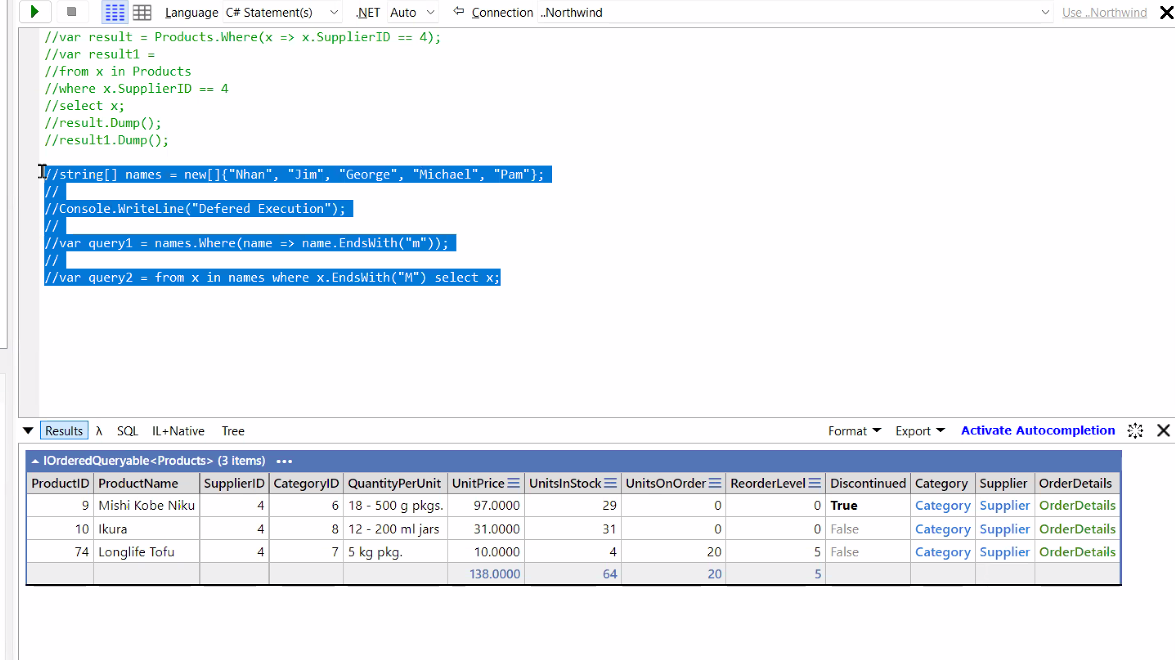 Language C# Statement(s) .NET Auto Connection ..Northwind Use ..Northwind
//var result = Products.Where(x => x.SupplierID == 4);
//var result1 =
//from x in Products
//where x.SupplierID == 4
//select x;
//result.Dump();
//result1.Dump();
//string[] names = new[]{"Nhan", "Jim", "George", "Michael", "Pam"};
//
//Console.WriteLine("Defered Execution");
//
//var query1 = names.Where(name => name.EndsWith("m"));
//
//var query2 = from x in names where x.EndsWith("M") select x;
Results λ SQL IL+Native Tree Format Export Activate Autocompletion
IOrderedQueryable<Products> (3 items) •••
ProductID ProductName SupplierID CategoryID QuantityPerUnit UnitPrice UnitsInStock UnitsOnOrder ReorderLevel Discontinued Category Supplier OrderDetails
9 Mishi Kobe Niku 4 6 18 - 500 g pkgs. 97.0000 29 0 0 True Category Supplier OrderDetails
10 Ikura 4 8 12 - 200 ml jars 31.0000 31 0 0 False Category Supplier OrderDetails
74 Longlife Tofu 4 7 5 kg pkg. 10.0000 4 20 5 False Category Supplier OrderDetails
138.0000 64 20 5